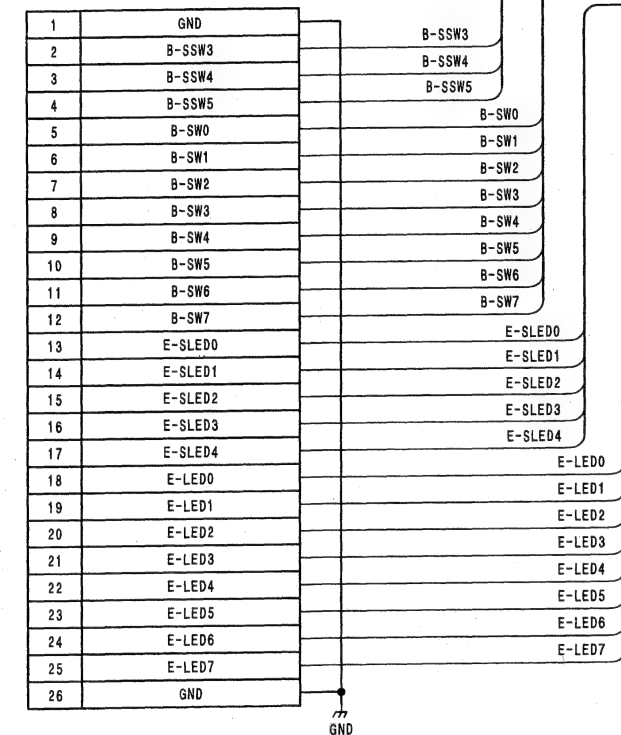 1 GND
2 B-SSW3 B-SSW3
3 B-SSW4 B-SSW4
4 B-SSW5 B-SSW5
5 B-SW0 B-SW0
6 B-SW1 B-SW1
7 B-SW2 B-SW2
8 B-SW3 B-SW3
9 B-SW4 B-SW4
10 B-SW5 B-SW5
11 B-SW6 B-SW6
12 B-SW7 B-SW7
13 E-SLED0 E-SLED0
14 E-SLED1 E-SLED1
15 E-SLED2 E-SLED2
16 E-SLED3 E-SLED3
17 E-SLED4 E-SLED4
18 E-LED0 E-LED0
19 E-LED1 E-LED1
20 E-LED2 E-LED2
21 E-LED3 E-LED3
22 E-LED4 E-LED4
23 E-LED5 E-LED5
24 E-LED6 E-LED6
25 E-LED7 E-LED7
26 GND
GND